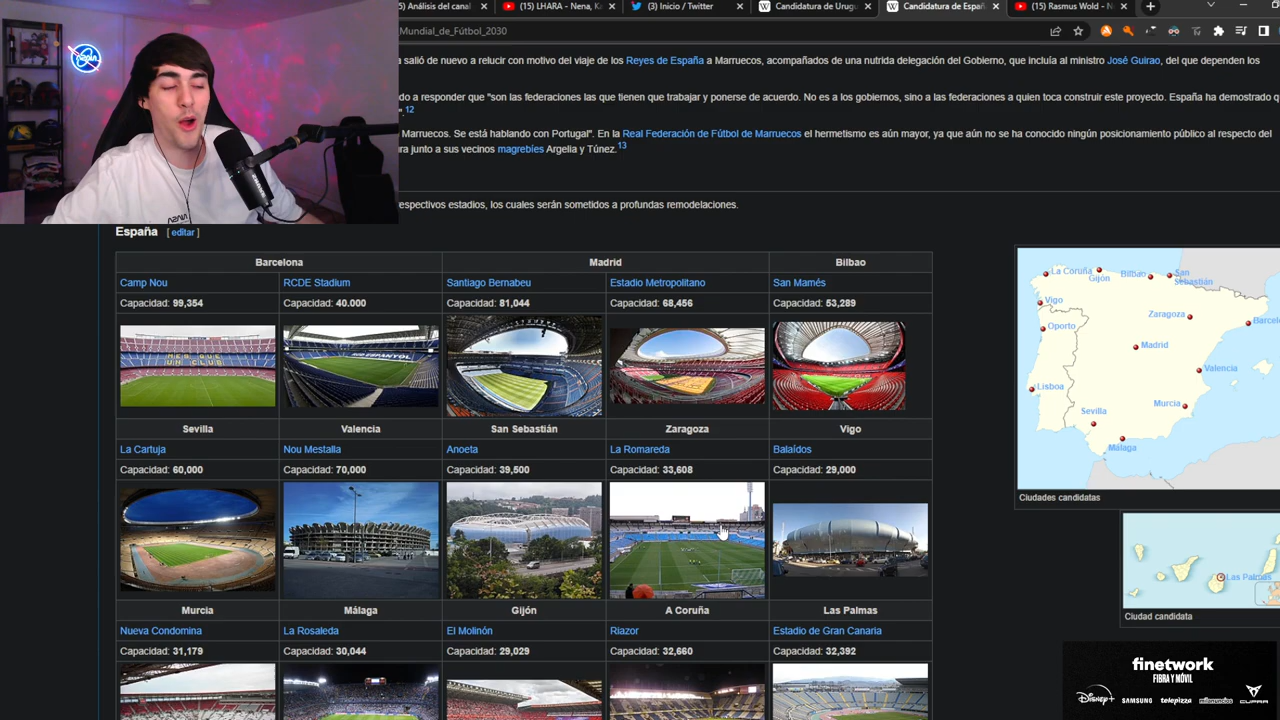 5) Análisis del canal
(15) LHARA - Nena, K
(3) Inicio / Twitter
Candidatura de Urugu
Candidatura de Españ
(15) Rasmus Wold - N
Mundial_de_Fútbol_2030
a salió de nuevo a relucir con motivo del viaje de los Reyes de España a Marruecos, acompañados de una nutrida delegación del Gobierno, que incluía al ministro José Guirao, del que dependen los
do a responder que "son las federaciones las que tienen que trabajar y ponerse de acuerdo. No es a los gobiernos, sino a las federaciones a quien toca construir este proyecto. España ha demostrado q
".12
Marruecos. Se está hablando con Portugal". En la Real Federación de Fútbol de Marruecos el hermetismo es aún mayor, ya que aún no se ha conocido ningún posicionamiento público al respecto del
ra junto a sus vecinos magrebíes Argelia y Túnez.13
espectivos estadios, los cuales serán sometidos a profundas remodelaciones.
España [ editar ]
Barcelona Madrid Bilbao
Camp Nou RCDE Stadium Santiago Bernabeu Estadio Metropolitano San Mamés
Capacidad: 99,354 Capacidad: 40.000 Capacidad: 81,044 Capacidad: 68,456 Capacidad: 53,289
MES QUE
UN CLUB
Sevilla Valencia San Sebastián Zaragoza Vigo
La Cartuja Nou Mestalla Anoeta La Romareda Balaídos
Capacidad: 60,000 Capacidad: 70,000 Capacidad: 39,500 Capacidad: 33,608 Capacidad: 29,000
Murcia Málaga Gijón A Coruña Las Palmas
Nueva Condomina La Rosaleda El Molinón Riazor Estadio de Gran Canaria
Capacidad: 31,179 Capacidad: 30,044 Capacidad: 29,029 Capacidad: 32,660 Capacidad: 32,392
La Coruña
Gijón
Bilbao
San
Sebastián
Vigo
Oporto
Zaragoza
Barcel
Madrid
Lisboa
Valencia
Murcia
Sevilla
Málaga
Ciudades candidatas
Las Palmas
Ciudad candidata
finetwork
FIBRA Y MÓVIL
Disney+ SAMSUNG telepizza milanuncios CUPRA